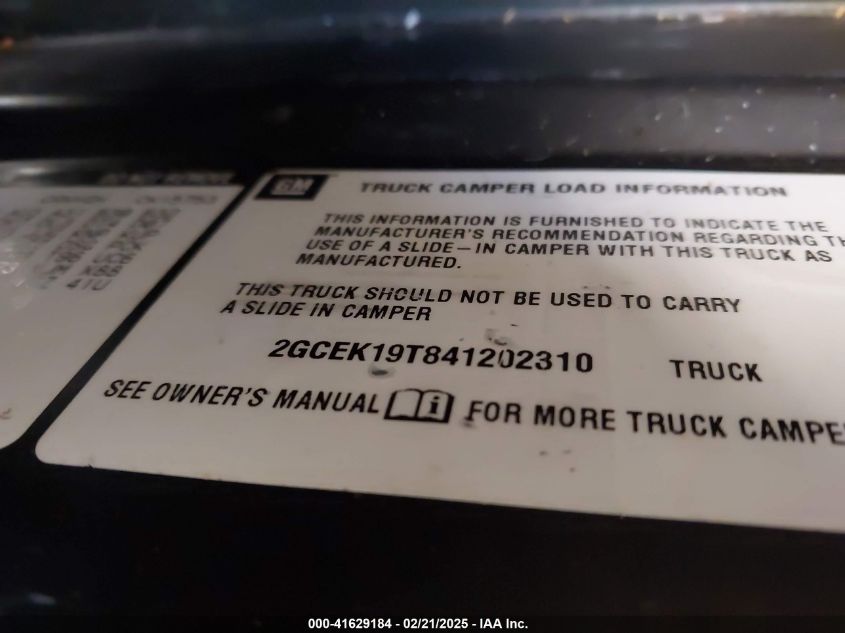 GM
TRUCK CAMPER LOAD INFORMATION
THIS INFORMATION IS FURNISHED TO INDICATE THE
MANUFACTURER'S RECOMMENDATION REGARDING TH
USE OF A SLIDE—IN CAMPER WITH THIS TRUCK AS
MANUFACTURED.
THIS TRUCK SHOULD NOT BE USED TO CARRY
A SLIDE IN CAMPER
2GCEK19T841202310 TRUCK
SEE OWNER'S MANUAL i FOR MORE TRUCK CAMPE
41U
000-41629184 - 02/21/2025 - IAA Inc.